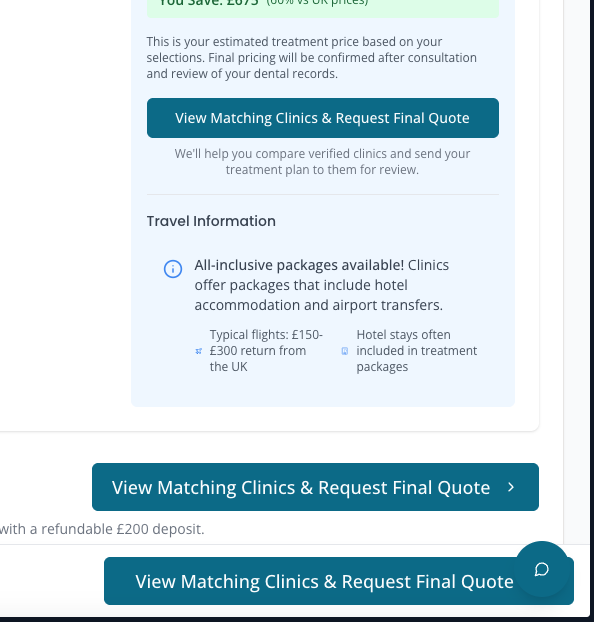 You Save: £675 (60% vs UK prices)
This is your estimated treatment price based on your
selections. Final pricing will be confirmed after consultation
and review of your dental records.
View Matching Clinics & Request Final Quote
We'll help you compare verified clinics and send your
treatment plan to them for review.
Travel Information
All-inclusive packages available! Clinics
offer packages that include hotel
accommodation and airport transfers.
Typical flights: £150-
£300 return from
the UK
Hotel stays often
included in treatment
packages
View Matching Clinics & Request Final Quote
with a refundable £200 deposit.
View Matching Clinics & Request Final Quote